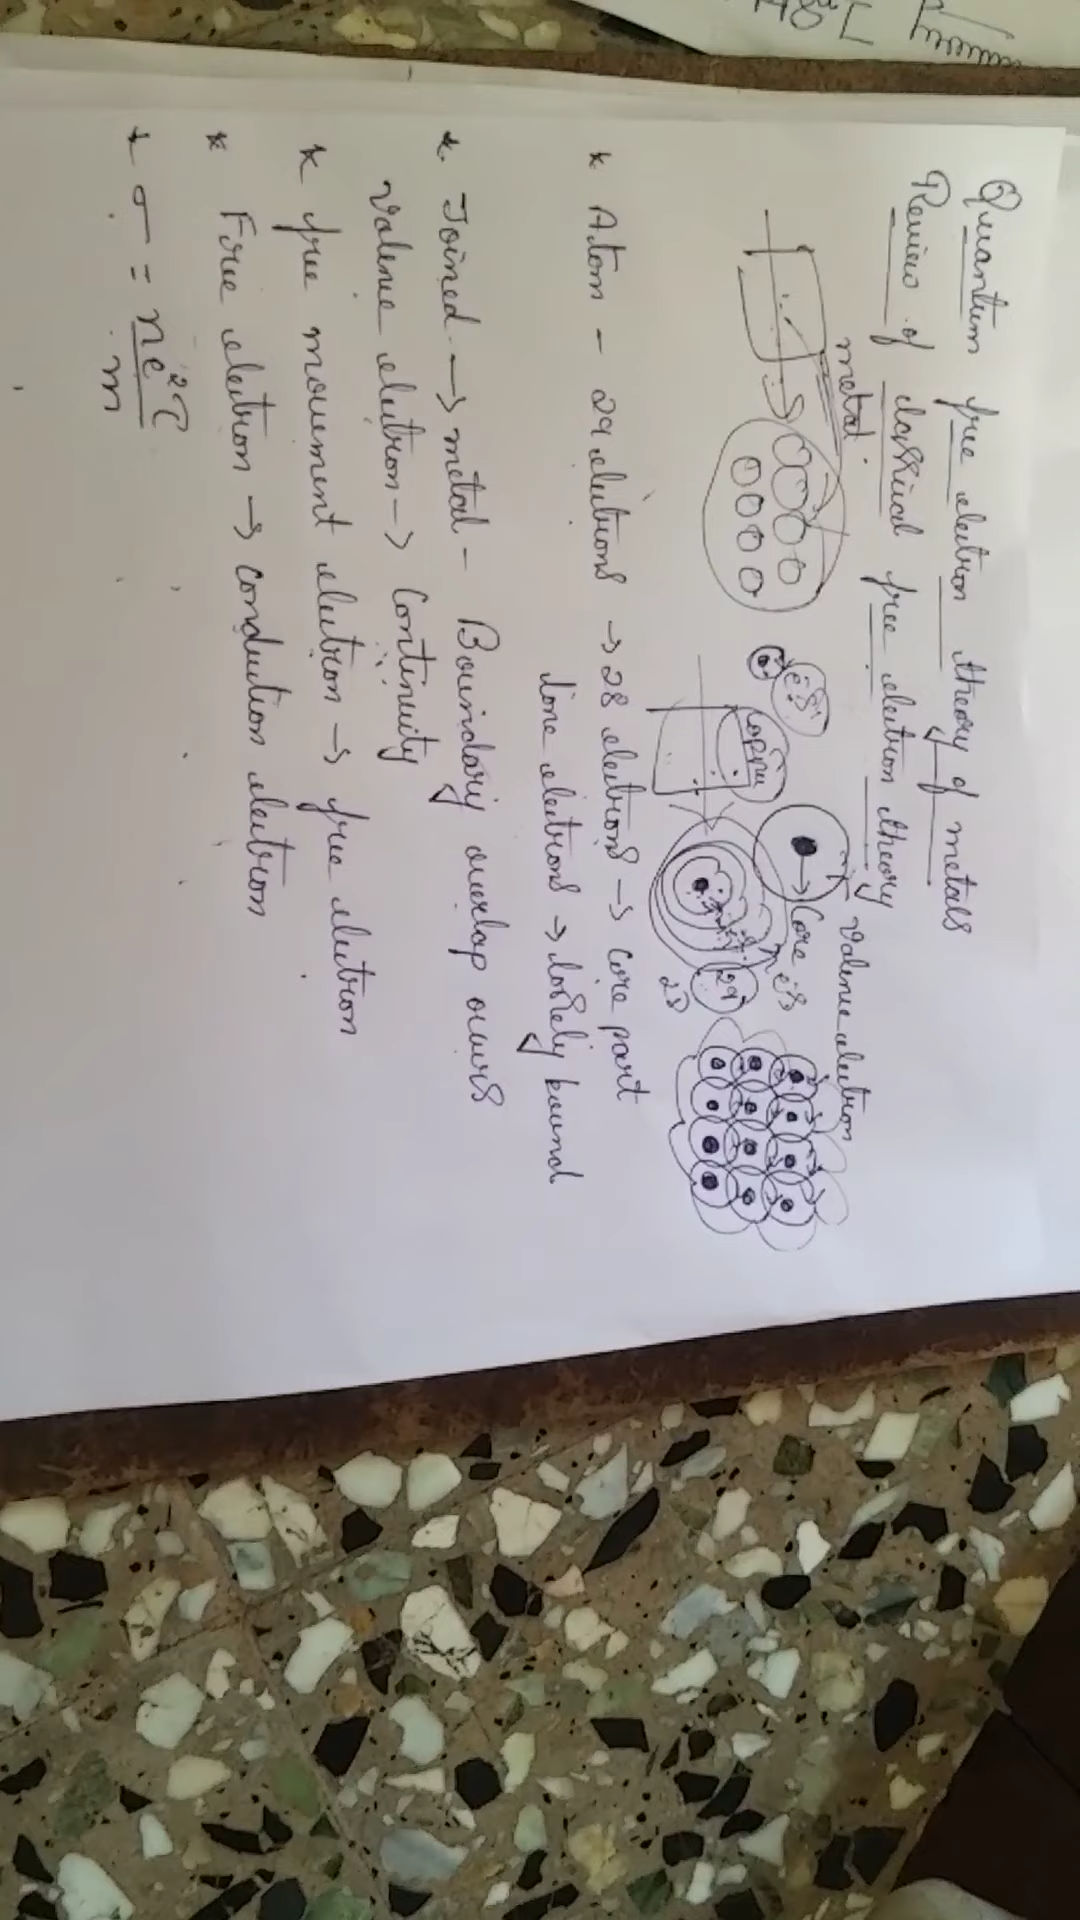 Quantum free electron theory of metals
Review of classical free electron theory
metal
Valence electron
Core es
es
Copper
29
28
* Atom - 29 electrons → 28 electrons → Core part
Lone electrons → loosely bound
* Joined → metal - Boundary overlap occurs
Valence electron → Continuity
* free movement electron → free electron
* Free electron → conduction electron
* σ = ne²τ
m